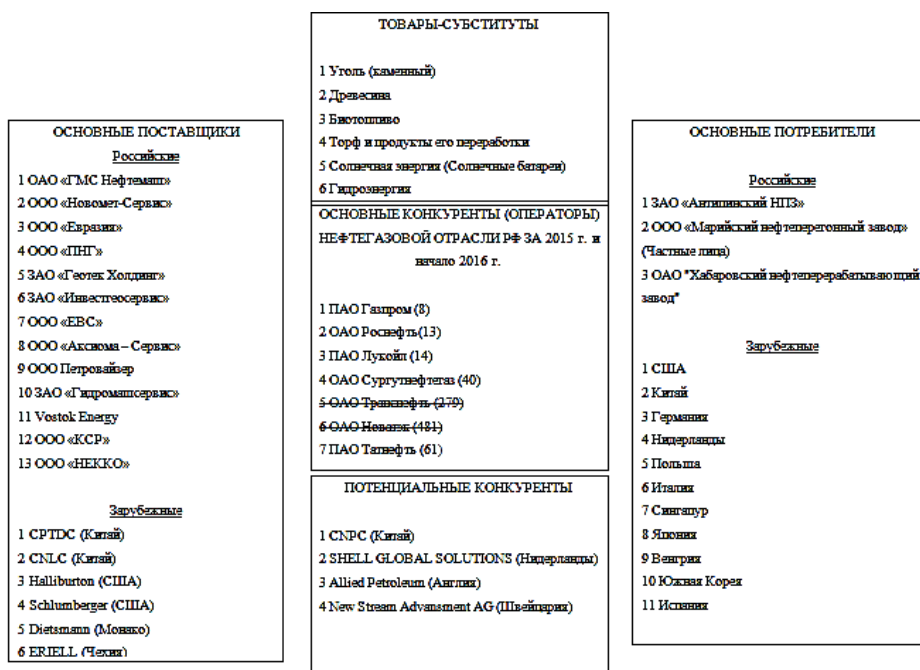 ТОВАРЫ-СУБСТИТУТЫ
1 Уголь (каменный)
2 Древесина
3 Биотопливо
4 Торф и продукты его переработки
5 Солнечная энергия (Солнечные батареи)
6 Гидроэнергия
ОСНОВНЫЕ ПОСТАВЩИКИ
Российские
1 ОАО «ГМС Нефтемаш»
2 ООО «Новомет-Сервис»
3 ООО «Евразия»
4 ООО «ПНГ»
5 ЗАО «Геотек Холдинг»
6 ЗАО «Инвестгеосервис»
7 ООО «ЕВС»
8 ООО «Аксиома – Сервис»
9 ООО Петровайзер
10 ЗАО «Гидромашсервис»
11 Vostok Energy
12 ООО «КСР»
13 ООО «НЕККО»
Зарубежные
1 CPTDC (Китай)
2 CNLC (Китай)
3 Halliburton (США)
4 Schlumberger (США)
5 Dietsmann (Монако)
6 ERIELL (Чехия)
ОСНОВНЫЕ КОНКУРЕНТЫ (ОПЕРАТОРЫ)
НЕФТЕГАЗОВОЙ ОТРАСЛИ РФ ЗА 2015 г. и
начало 2016 г.
1 ПАО Газпром (8)
2 ОАО Роснефть(13)
3 ПАО Лукойл (14)
4 ОАО Сургутнефтегаз (40)
5 ОАО Транснефть (279)
6 ОАО Новатэк (481)
7 ПАО Татнефть (61)
ПОТЕНЦИАЛЬНЫЕ КОНКУРЕНТЫ
1 CNPC (Китай)
2 SHELL GLOBAL SOLUTIONS (Нидерланды)
3 Allied Petroleum (Англия)
4 New Stream Advansment AG (Швейцария)
ОСНОВНЫЕ ПОТРЕБИТЕЛИ
Российские
1 ЗАО «Антипинский НПЗ»
2 ООО «Марийский нефтеперегонный завод»
(Частные лица)
3 ОАО "Хабаровский нефтеперерабатывающий
завод"
Зарубежные
1 США
2 Китай
3 Германия
4 Нидерланды
5 Польша
6 Италия
7 Сингапур
8 Япония
9 Венгрия
10 Южная Корея
11 Испания